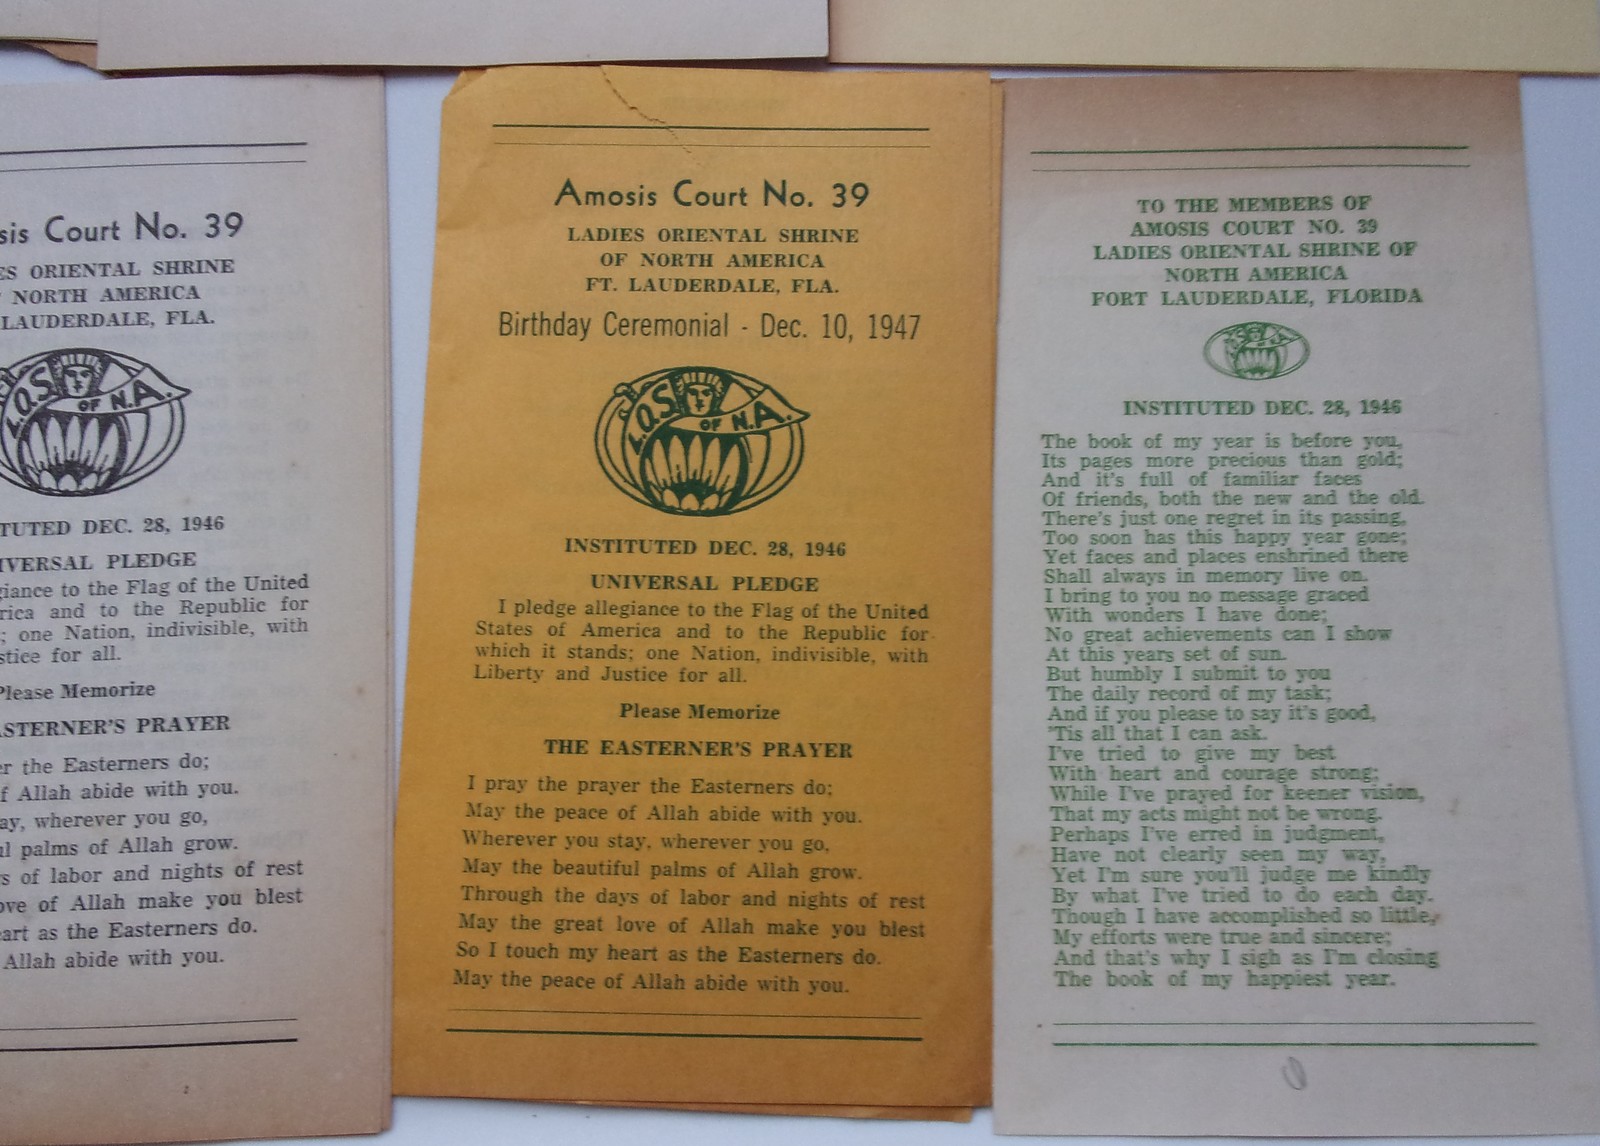 sis Court No. 39
ES ORIENTAL SHRINE
NORTH AMERICA
LAUDERDALE, FLA.
L.O.S
OF N.A.
TUTED DEC. 28, 1946
IVERSAL PLEDGE
giance to the Flag of the United
rica and to the Republic for
; one Nation, indivisible, with
stice for all.
Please Memorize
ASTERNER'S PRAYER
er the Easterners do;
f Allah abide with you.
ay, wherever you go,
ul palms of Allah grow.
s of labor and nights of rest
ove of Allah make you blest
eart as the Easterners do.
Allah abide with you.
Amosis Court No. 39
LADIES ORIENTAL SHRINE
OF NORTH AMERICA
FT. LAUDERDALE, FLA.
Birthday Ceremonial - Dec. 10, 1947
L.O.S
OF N.A.
INSTITUTED DEC. 28, 1946
UNIVERSAL PLEDGE
I pledge allegiance to the Flag of the United
States of America and to the Republic for
which it stands; one Nation, indivisible, with
Liberty and Justice for all.
Please Memorize
THE EASTERNER'S PRAYER
I pray the prayer the Easterners do;
May the peace of Allah abide with you.
Wherever you stay, wherever you go,
May the beautiful palms of Allah grow.
Through the days of labor and nights of rest
May the great love of Allah make you blest
So I touch my heart as the Easterners do.
May the peace of Allah abide with you.
TO THE MEMBERS OF
AMOSIS COURT NO. 39
LADIES ORIENTAL SHRINE OF
NORTH AMERICA
FORT LAUDERDALE, FLORIDA
INSTITUTED DEC. 28, 1946
The book of my year is before you,
Its pages more precious than gold;
And it's full of familiar faces
Of friends, both the new and the old.
There's just one regret in its passing,
Too soon has this happy year gone;
Yet faces and places enshrined there
Shall always in memory live on.
I bring to you no message graced
With wonders I have done;
No great achievements can I show
At this years set of sun.
But humbly I submit to you
The daily record of my task;
And if you please to say it's good,
'Tis all that I can ask.
I've tried to give my best
With heart and courage strong;
While I've prayed for keener vision,
That my acts might not be wrong.
Perhaps I've erred in judgment,
Have not clearly seen my way,
Yet I'm sure you'll judge me kindly
By what I've tried to do each day.
Though I have accomplished so little,
My efforts were true and sincere;
And that's why I sigh as I'm closing
The book of my happiest year.